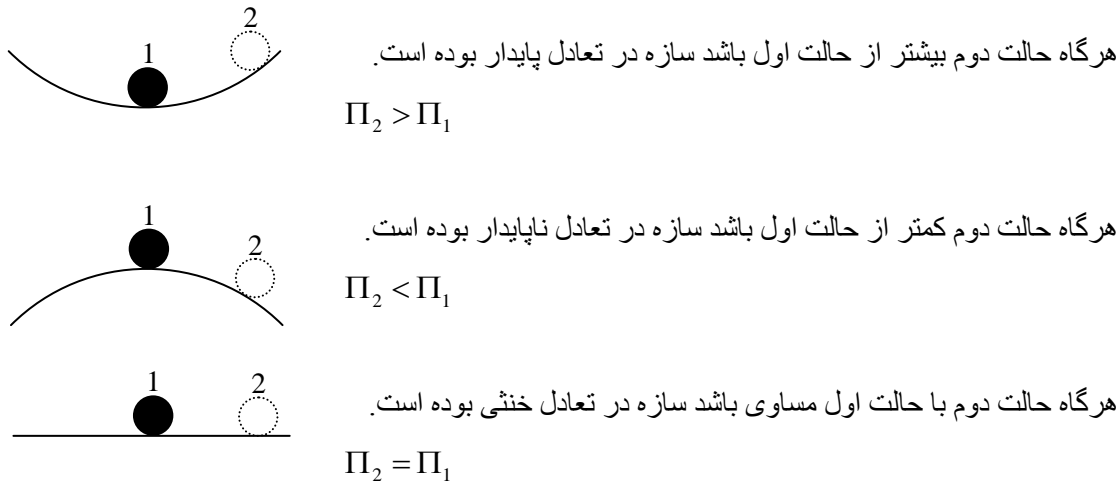 1 2 هرگاه حالت دوم بیشتر از حالت اول باشد سازه در تعادل پایدار بوده است.
Π₂ > Π₁
1 2 هرگاه حالت دوم کمتر از حالت اول باشد سازه در تعادل ناپایدار بوده است.
Π₂ < Π₁
1 2 هرگاه حالت دوم با حالت اول مساوی باشد سازه در تعادل خنثی بوده است.
Π₂ = Π₁